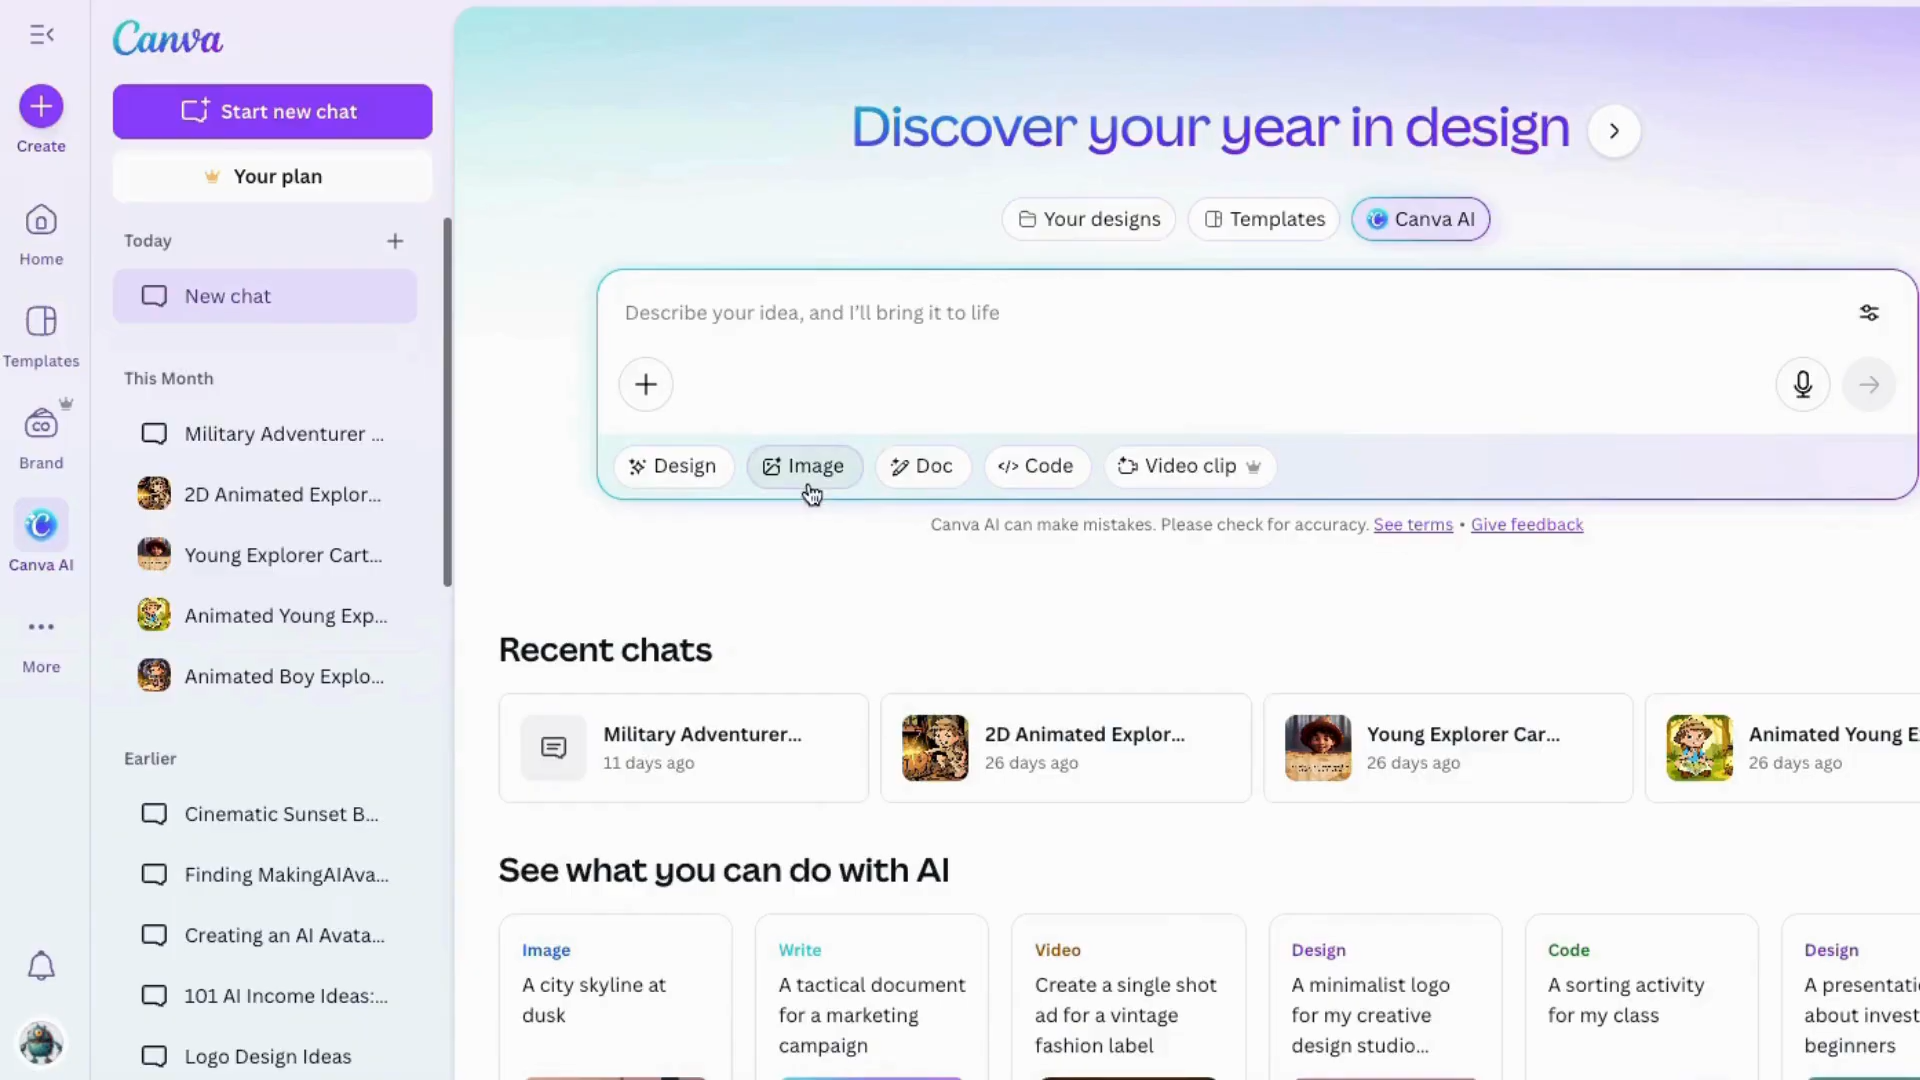 Canva
Start new chat
Create
Your plan
Today
New chat
Home
Templates
This Month
Military Adventurer ...
Brand
2D Animated Explor...
Young Explorer Cart...
Canva AI
Animated Young Exp...
More
Animated Boy Explo...
Earlier
Cinematic Sunset B...
Finding MakingAIAva...
Creating an AI Avata...
101 AI Income Ideas:...
Logo Design Ideas
Discover your year in design
Your designs
Templates
Canva AI
Describe your idea, and I'll bring it to life
Design
Image
Doc
Code
Video clip
Canva AI can make mistakes. Please check for accuracy. See terms • Give feedback
Recent chats
Military Adventurer...
11 days ago
2D Animated Explor...
26 days ago
Young Explorer Car...
26 days ago
Animated Young E
26 days ago
See what you can do with AI
Image
A city skyline at
dusk
Write
A tactical document
for a marketing
campaign
Video
Create a single shot
ad for a vintage
fashion label
Design
A minimalist logo
for my creative
design studio...
Code
A sorting activity
for my class
Design
A presentati
about invest
beginners